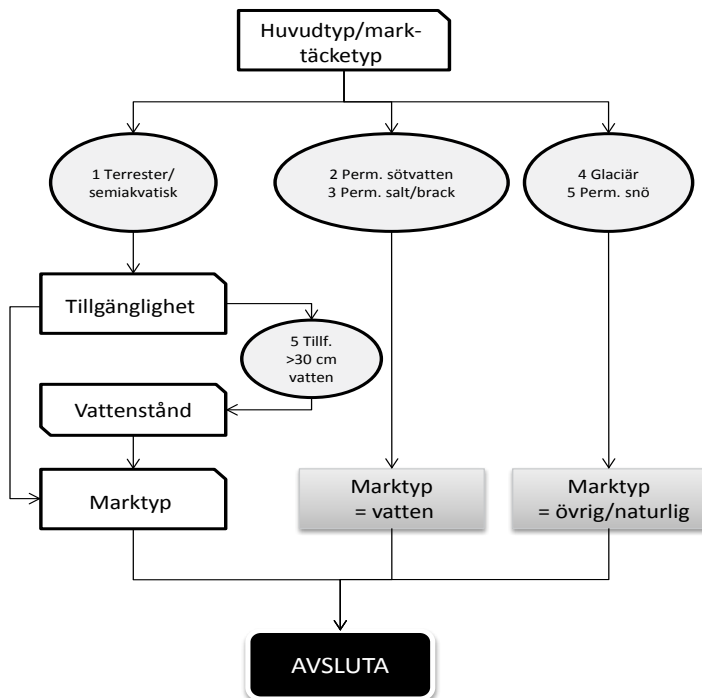 Huvudtyp/mark-
täcketyp
1 Terrester/
semiakvatisk
2 Perm. sötvatten
3 Perm. salt/brack
4 Glaciär
5 Perm. snö
Tillgänglighet
5 Tillf.
>30 cm
vatten
Vattenstånd
Marktyp
Marktyp
= vatten
Marktyp
= övrig/naturlig
AVSLUTA